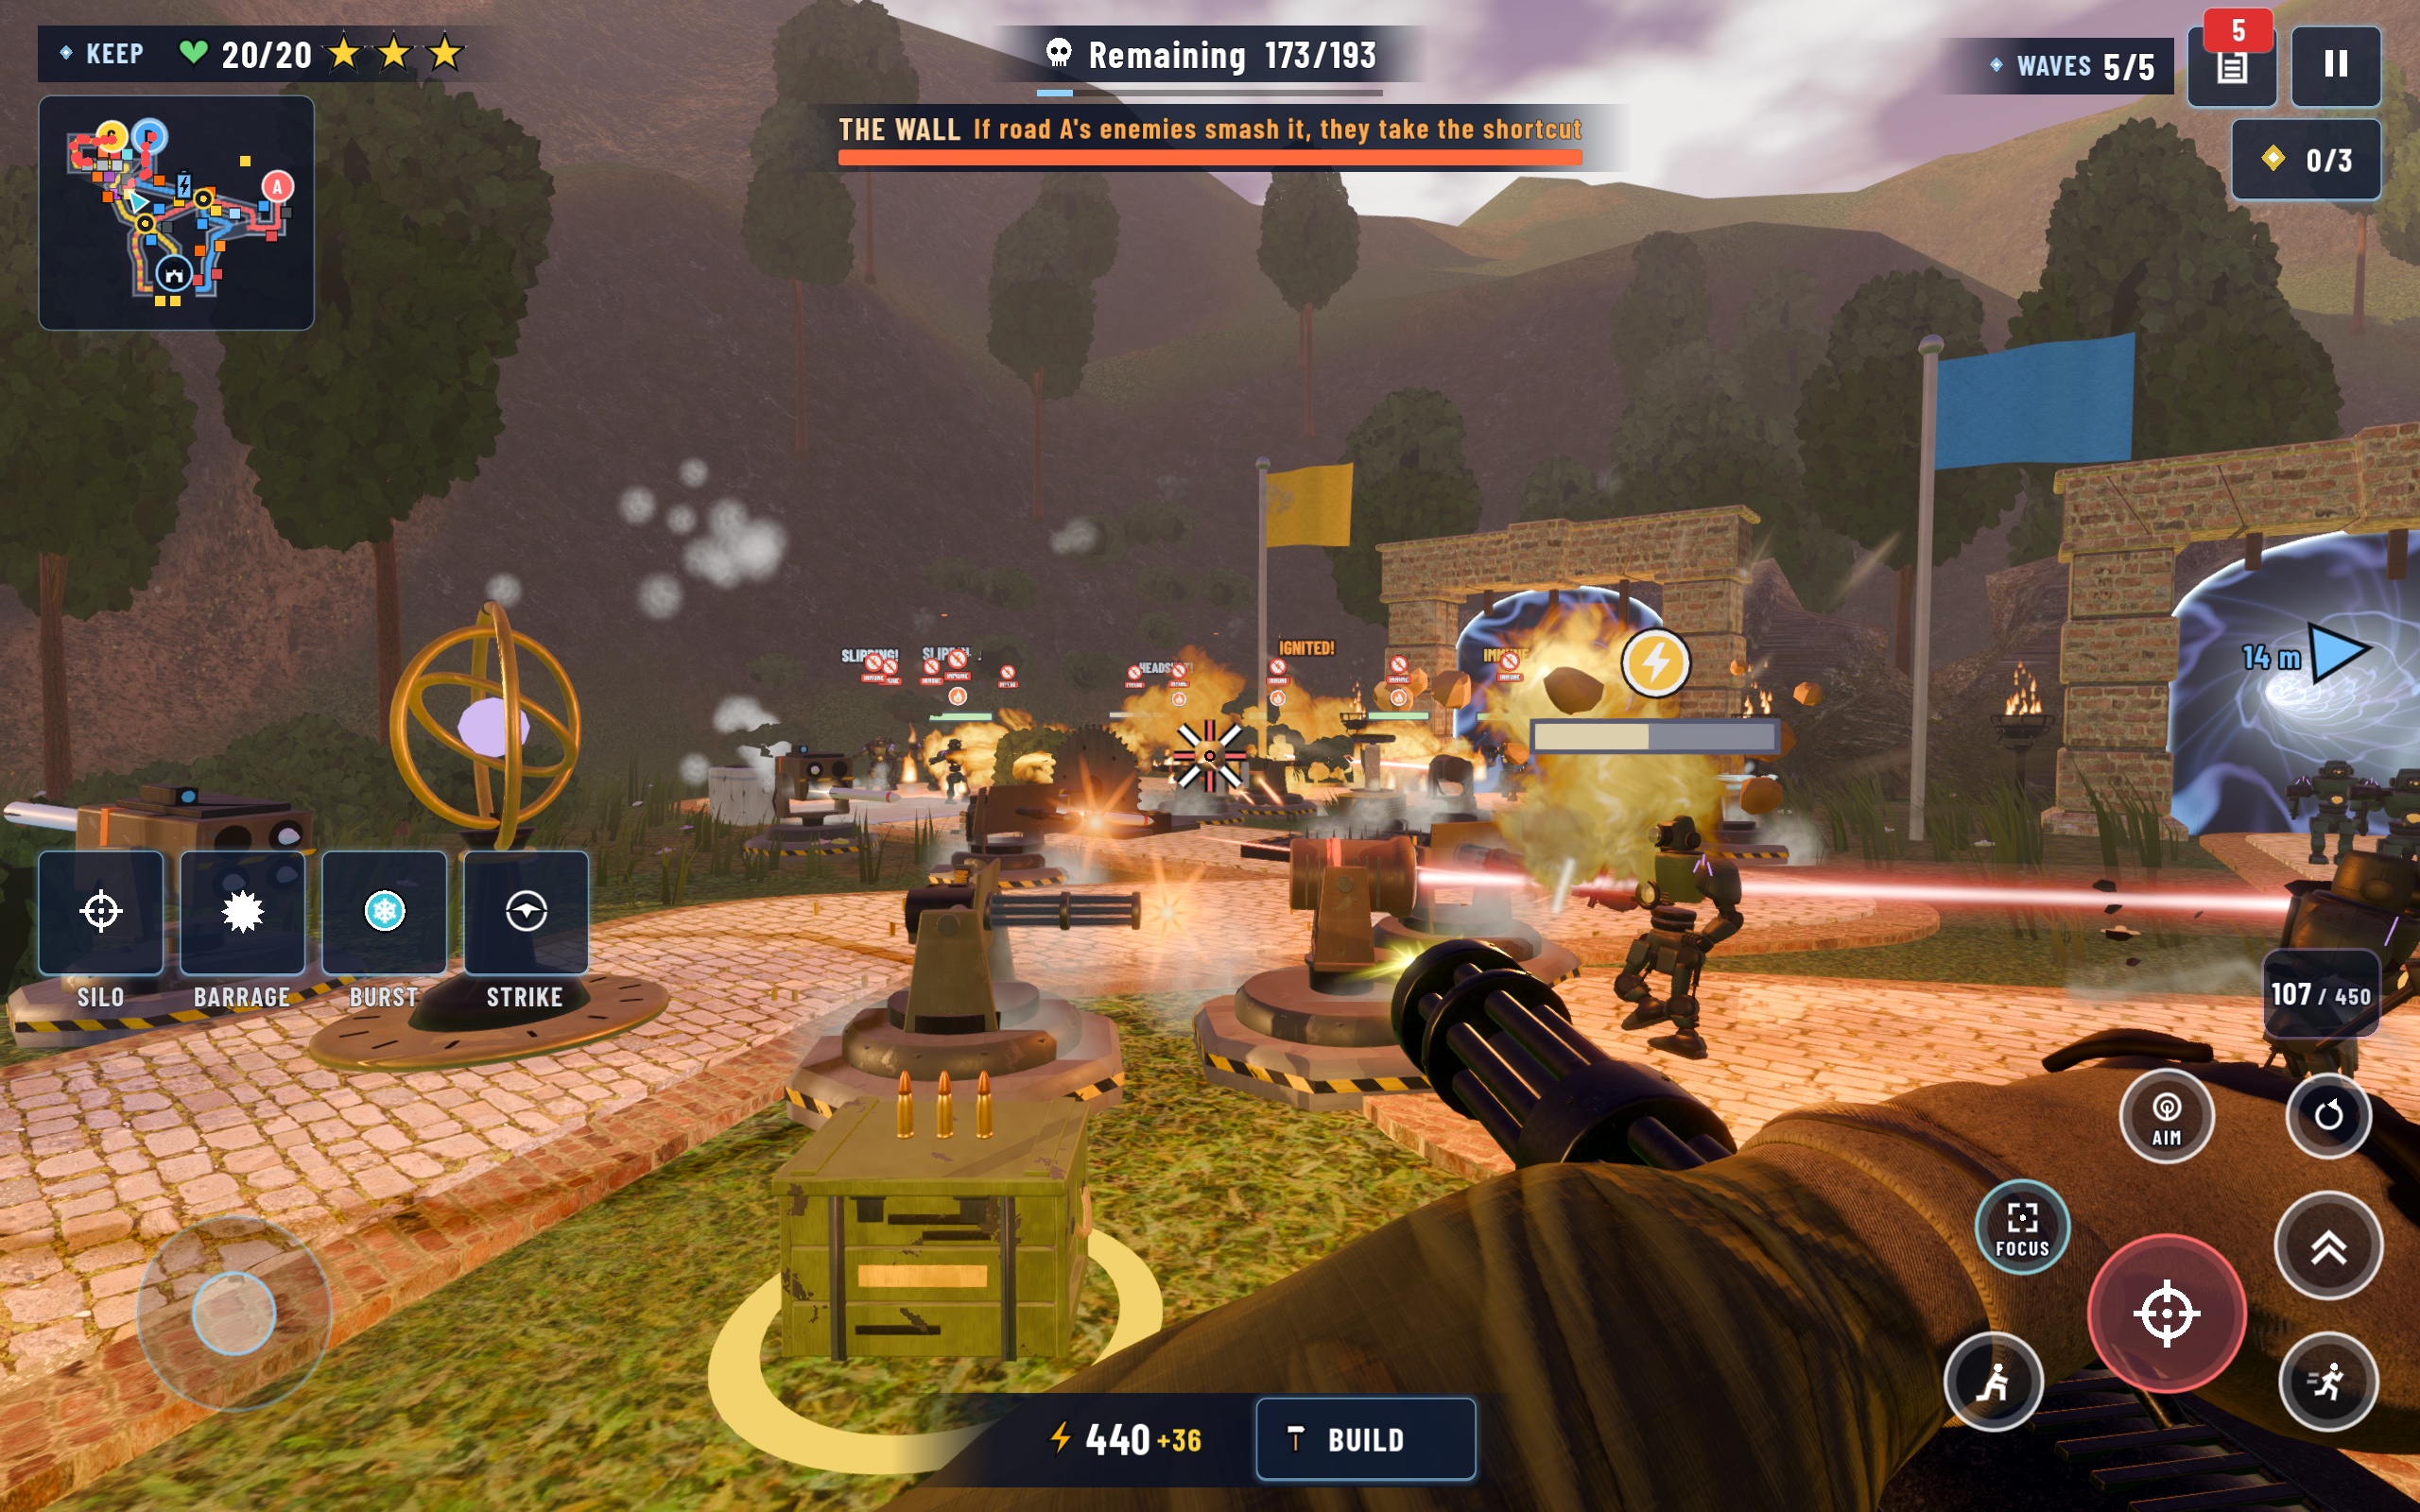 KEEP 20/20
Remaining 173/193
WAVES 5/5
5
THE WALL If road A's enemies smash it, they take the shortcut
0/3
A
SLIPPING!
IGNITED!
14 m
SILO
BARRAGE
BURST
STRIKE
107 / 450
AIM
FOCUS
440 +36
BUILD